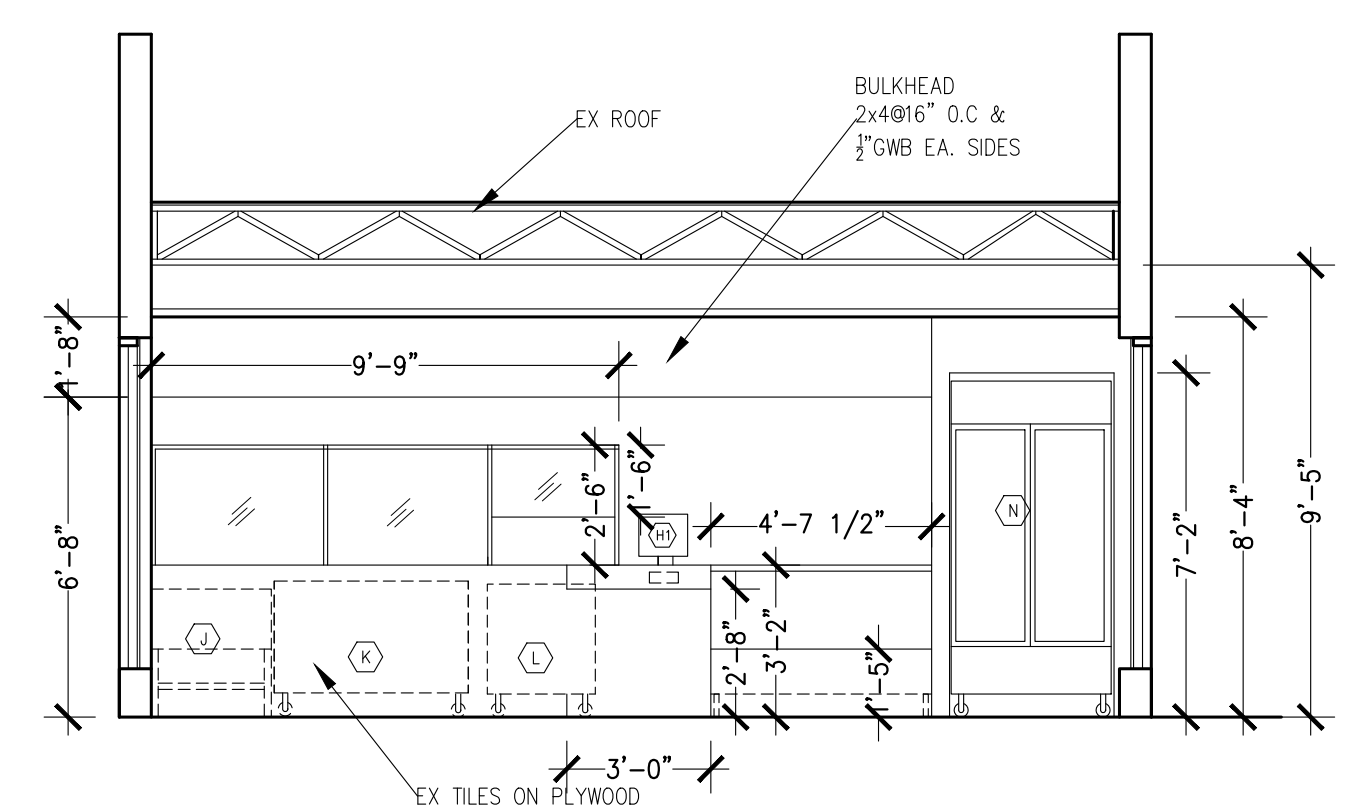 BULKHEAD
2x4@16" O.C &
½"GWB EA. SIDES
EX ROOF
1'-8"
9'-9"
6'-8"
2'-6"
1'-6"
H1
4'-7 1/2"
N
7'-2"
8'-4"
9'-5"
J
K
L
2'-8"
3'-2"
1'-5"
3'-0"
EX TILES ON PLYWOOD